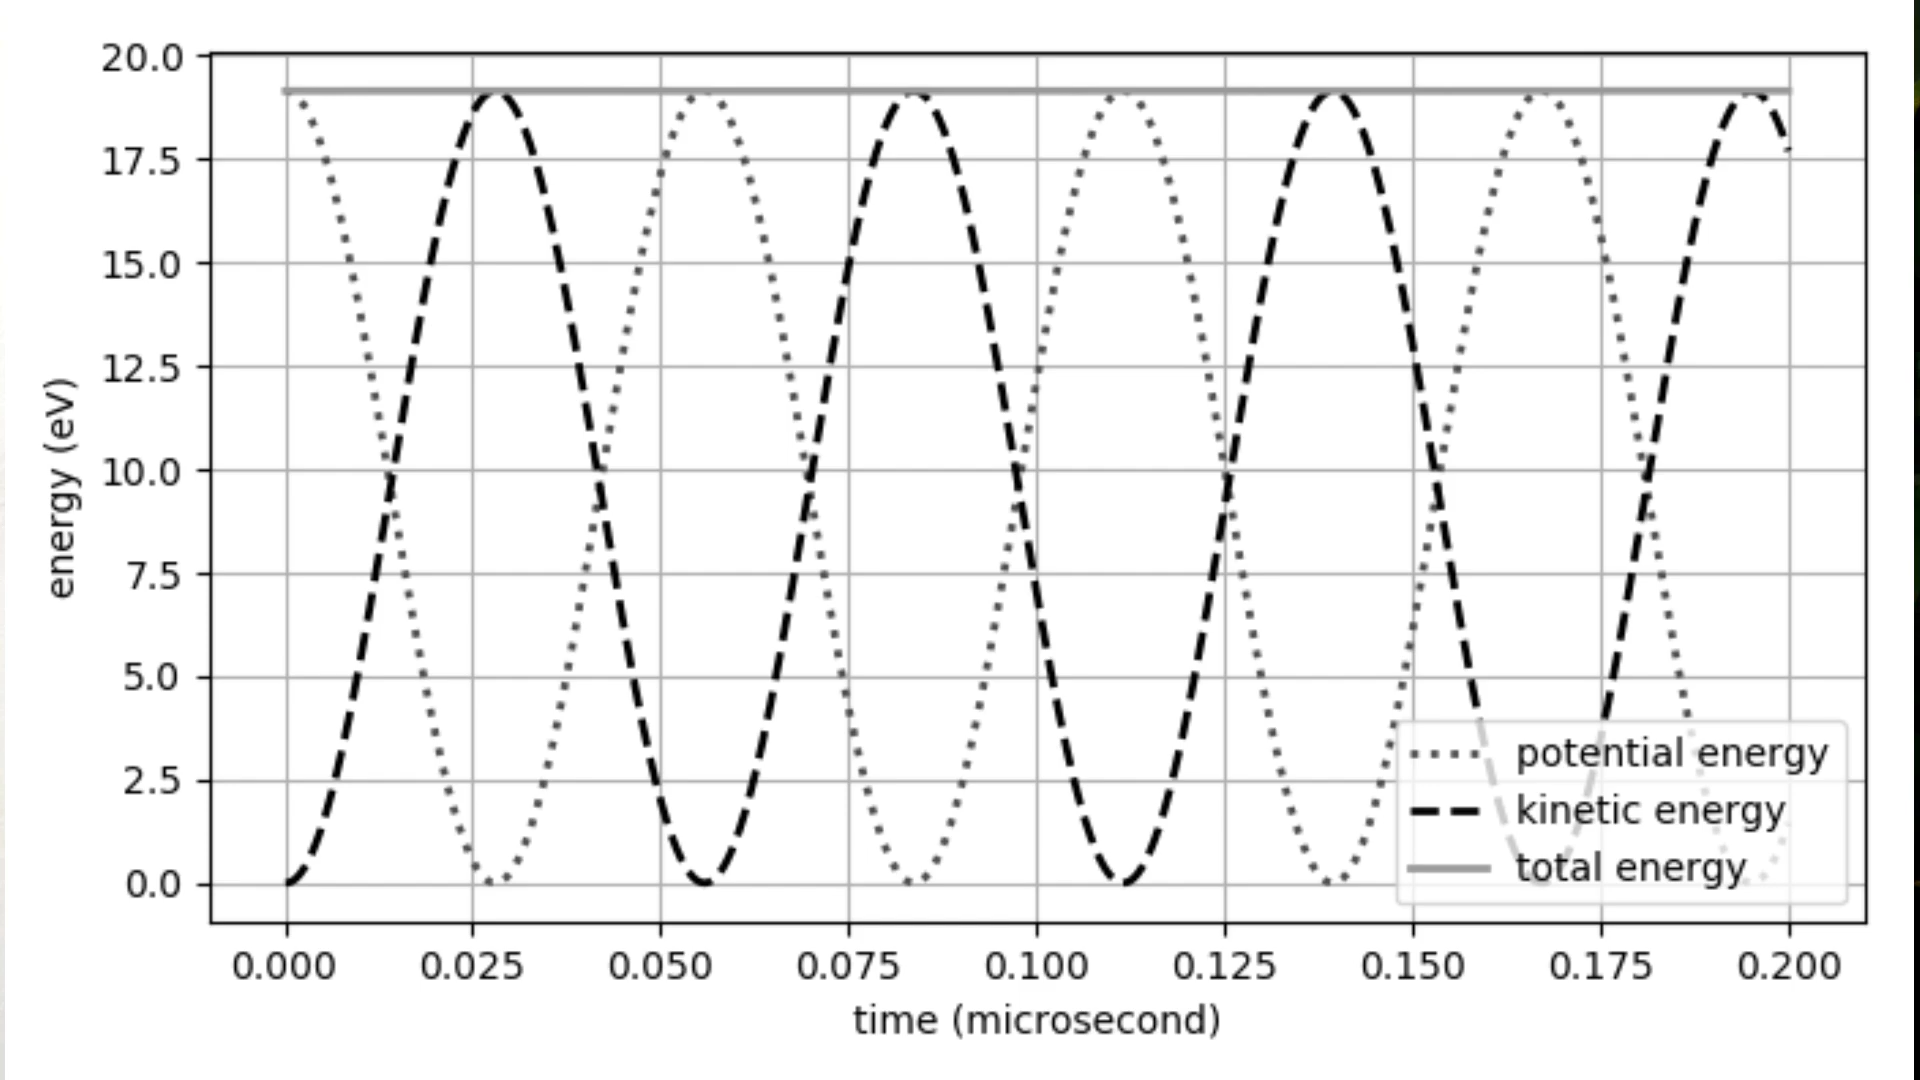 20.0
17.5
15.0
12.5
10.0
7.5
5.0
2.5
0.0
energy (eV)
potential energy
kinetic energy
total energy
0.000 0.025 0.050 0.075 0.100 0.125 0.150 0.175 0.200
time (microsecond)